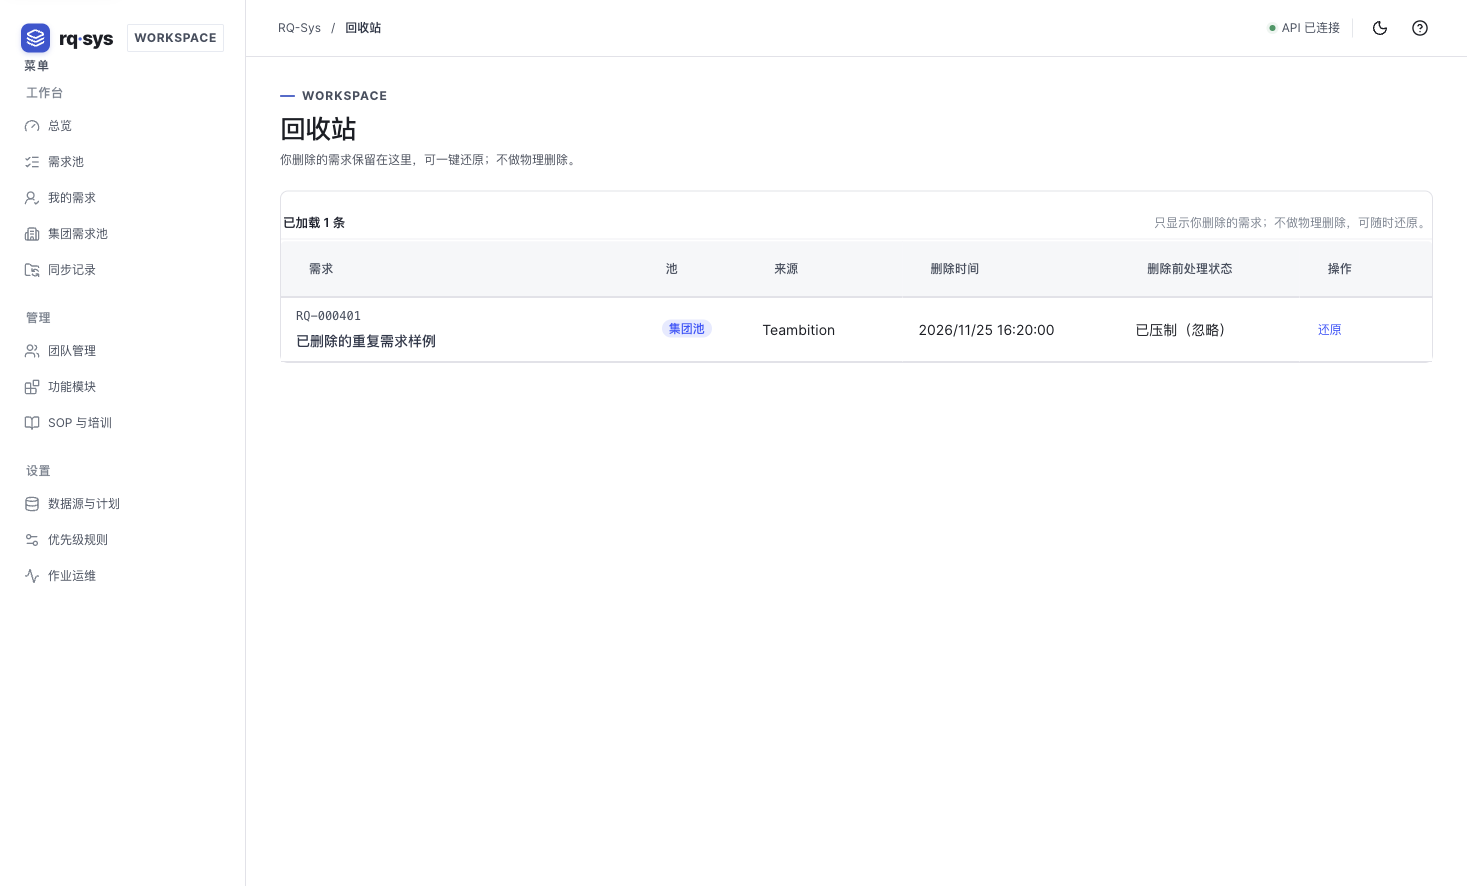 rq·sys WORKSPACE
菜单
工作台
总览
需求池
我的需求
集团需求池
同步记录
管理
团队管理
功能模块
SOP 与培训
设置
数据源与计划
优先级规则
作业运维
RQ-Sys / 回收站
API 已连接
WORKSPACE
回收站
你删除的需求保留在这里，可一键还原；不做物理删除。
已加载 1 条
只显示你删除的需求；不做物理删除，可随时还原。
需求 池 来源 删除时间 删除前处理状态 操作
RQ-000401
已删除的重复需求样例
集团池 Teambition 2026/11/25 16:20:00 已压制（忽略） 还原